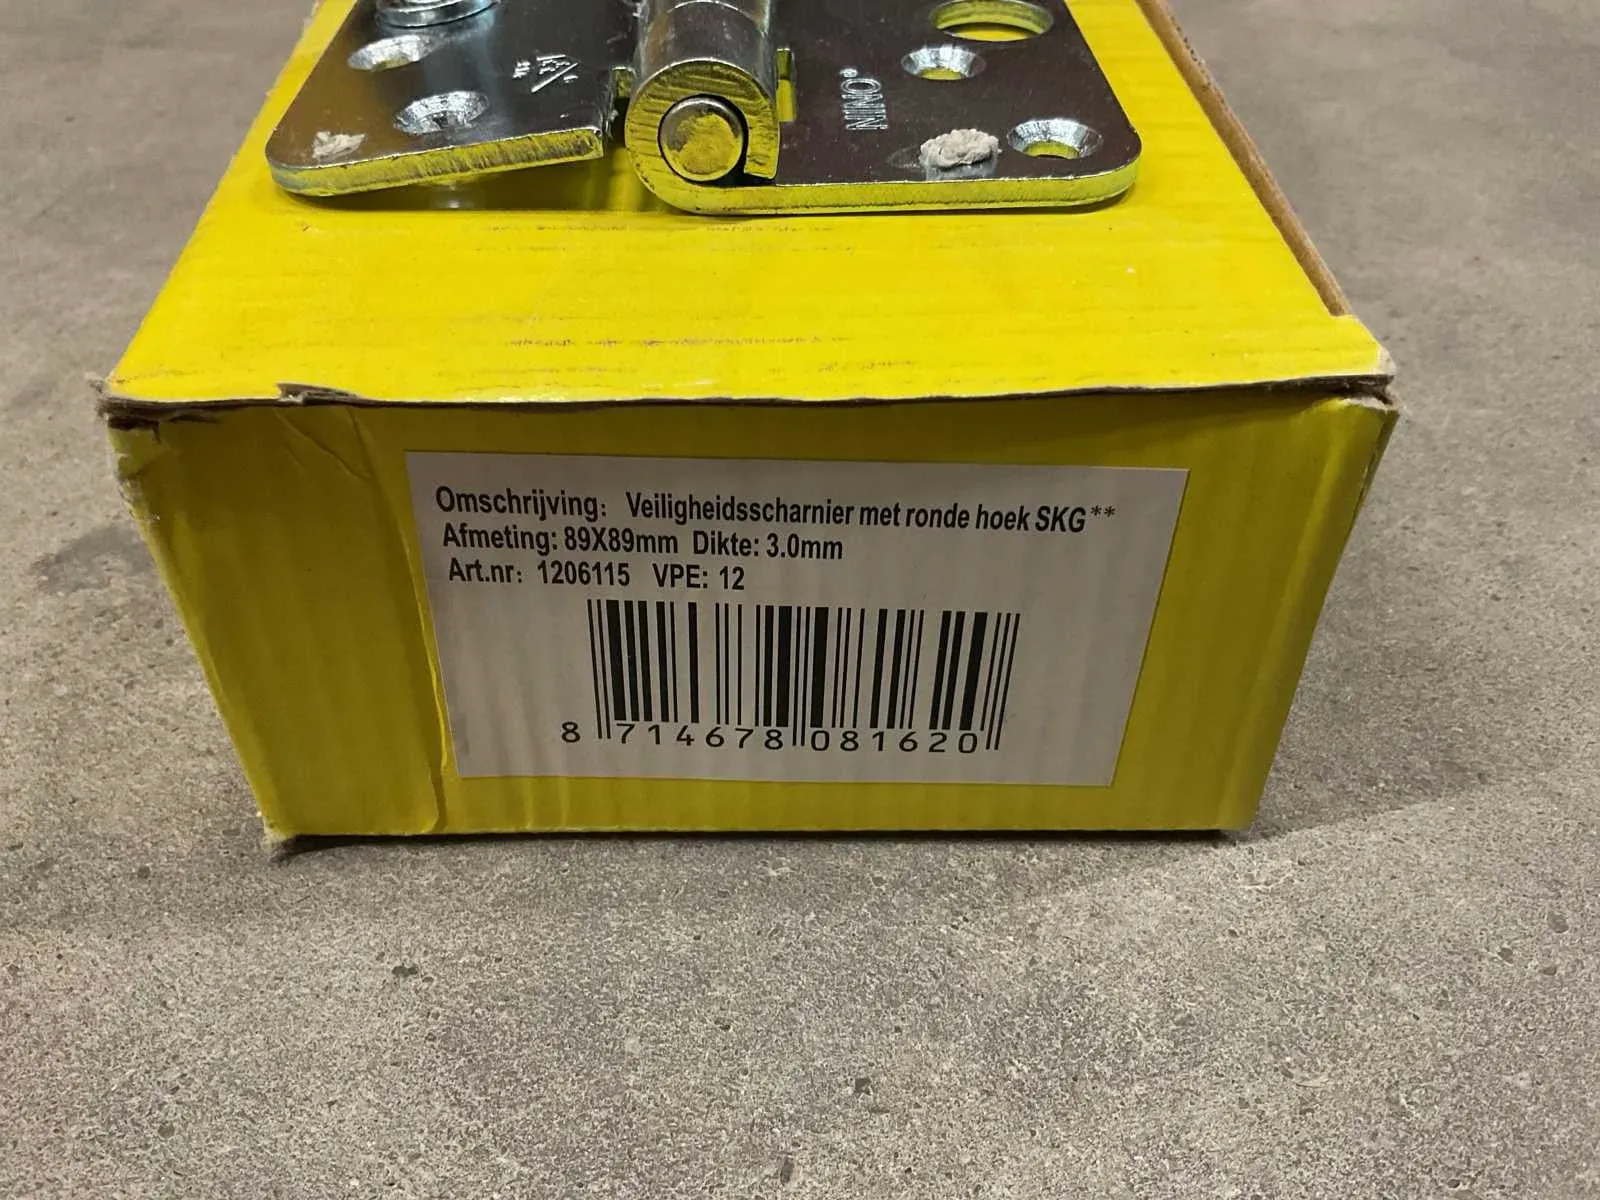 NINO®
Omschrijving: Veiligheidsscharnier met ronde hoek SKG**
Afmeting: 89X89mm Dikte: 3.0mm
Art.nr: 1206115 VPE: 12
8 714678 081620